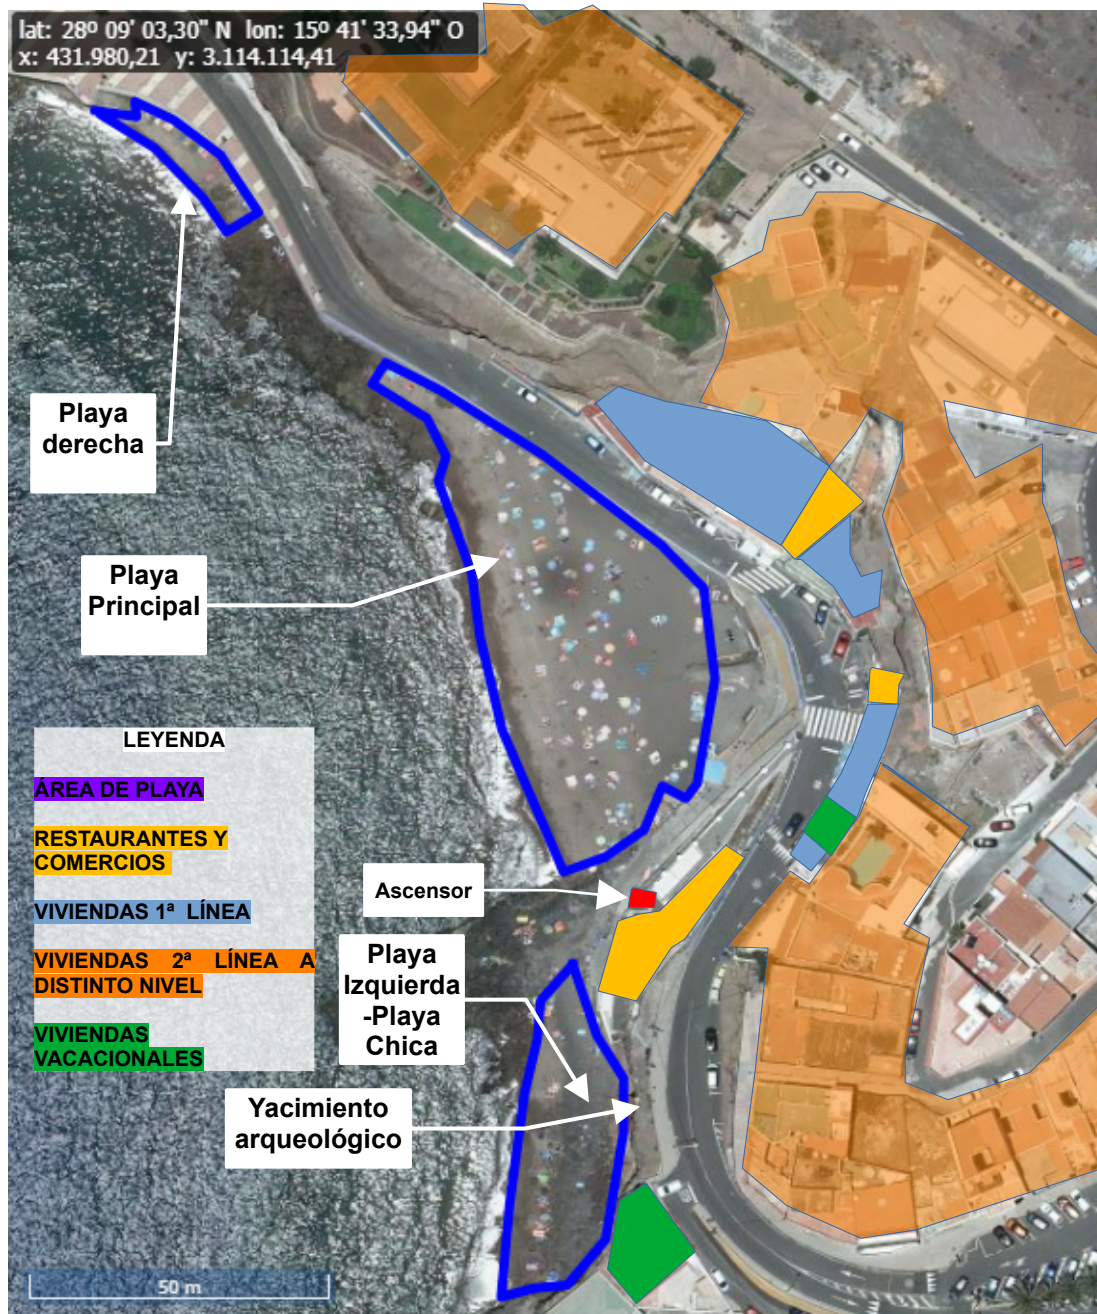 lat: 28º 09' 03,30" N  lon: 15º 41' 33,94" O
x: 431.980,21  y: 3.114.114,41
Playa
derecha
Playa
Principal
LEYENDA
ÁREA DE PLAYA
RESTAURANTES Y
COMERCIOS
VIVIENDAS 1ª LÍNEA
VIVIENDAS 2ª LÍNEA A
DISTINTO NIVEL
VIVIENDAS
VACACIONALES
Ascensor
Playa
Izquierda
-Playa
Chica
Yacimiento
arqueológico
50 m